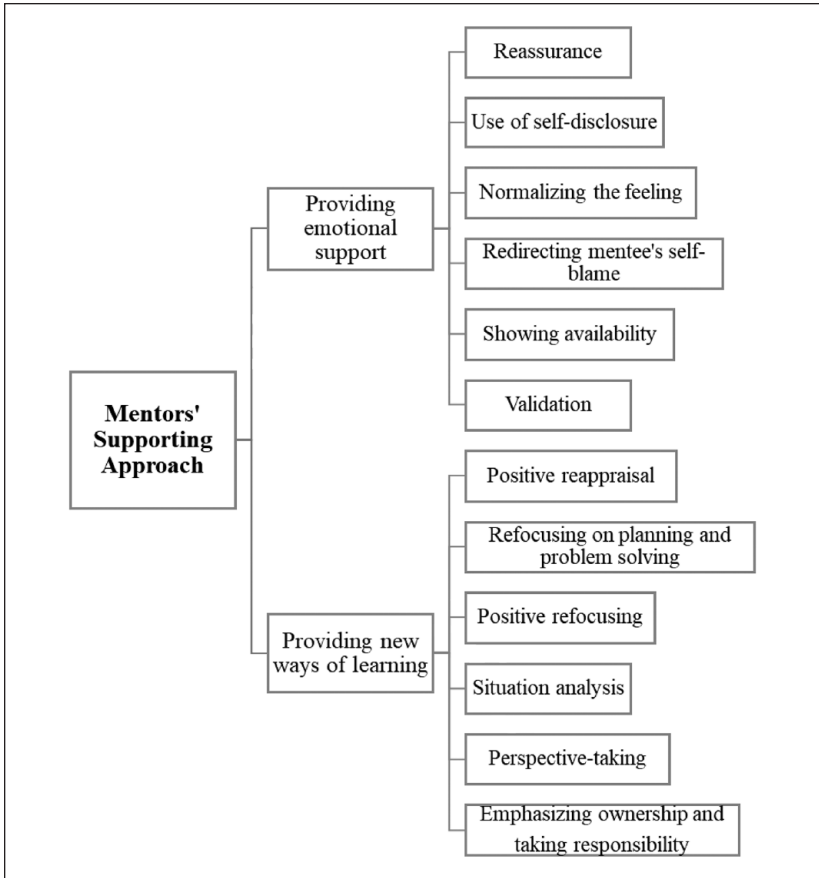 Mentors'
Supporting
Approach
Providing
emotional
support
Reassurance
Use of self-disclosure
Normalizing the feeling
Redirecting mentee's self-
blame
Showing availability
Validation
Providing new
ways of learning
Positive reappraisal
Refocusing on planning and
problem solving
Positive refocusing
Situation analysis
Perspective-taking
Emphasizing ownership and
taking responsibility